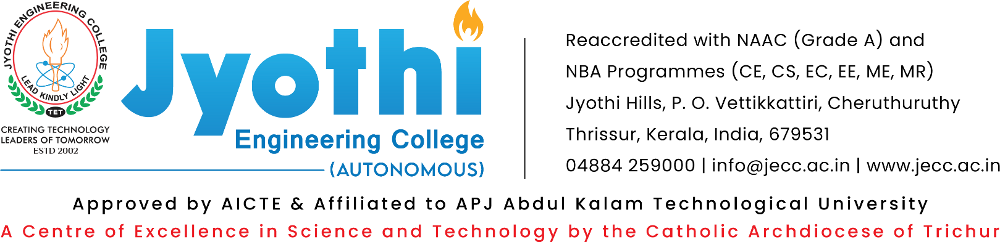 JYOTHI ENGINEERING COLLEGE
LEAD KINDLY LIGHT
TET
CREATING TECHNOLOGY
LEADERS OF TOMORROW
ESTD 2002
Jyothi
Engineering College
(AUTONOMOUS)
Reaccredited with NAAC (Grade A) and
NBA Programmes (CE, CS, EC, EE, ME, MR)
Jyothi Hills, P. O. Vettikkattiri, Cheruthuruthy
Thrissur, Kerala, India, 679531
04884 259000 | info@jecc.ac.in | www.jecc.ac.in
Approved by AICTE & Affiliated to APJ Abdul Kalam Technological University
A Centre of Excellence in Science and Technology by the Catholic Archdiocese of Trichur